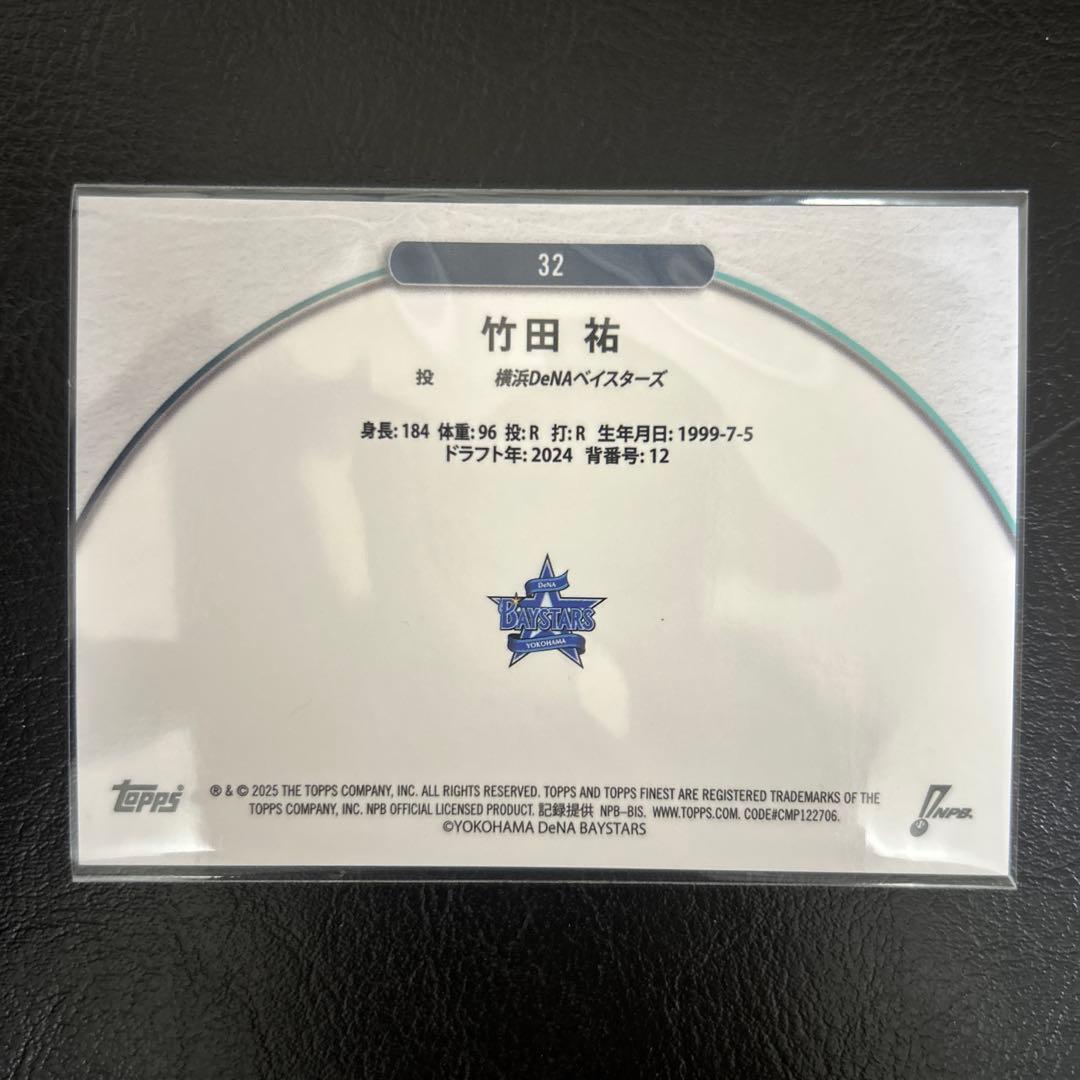 32
竹田 祐
投 横浜DeNAベイスターズ
身長: 184 体重: 96 投: R 打: R 生年月日: 1999-7-5
ドラフト年: 2024 背番号: 12
DeNA
BAYSTARS
YOKOHAMA
topps
® & © 2025 THE TOPPS COMPANY, INC. ALL RIGHTS RESERVED. TOPPS AND TOPPS FINEST ARE REGISTERED TRADEMARKS OF THE
TOPPS COMPANY, INC. NPB OFFICIAL LICENSED PRODUCT. 記録提供 NPB–BIS. WWW.TOPPS.COM. CODE#CMP122706.
©YOKOHAMA DeNA BAYSTARS
NPB.